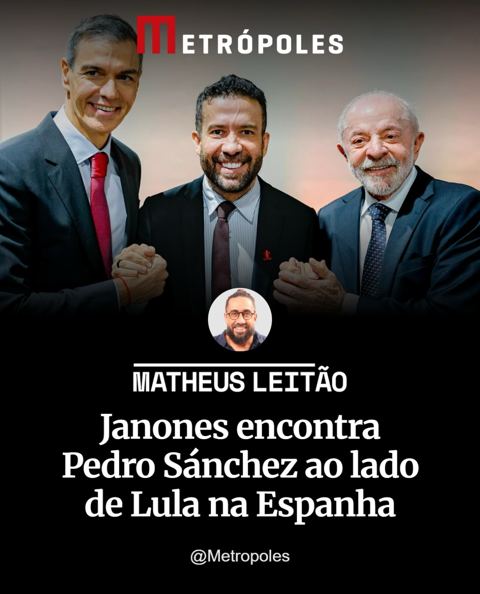 METRÓPOLES
MATHEUS LEITÃO
Janones encontra
Pedro Sánchez ao lado
de Lula na Espanha
@Metropoles